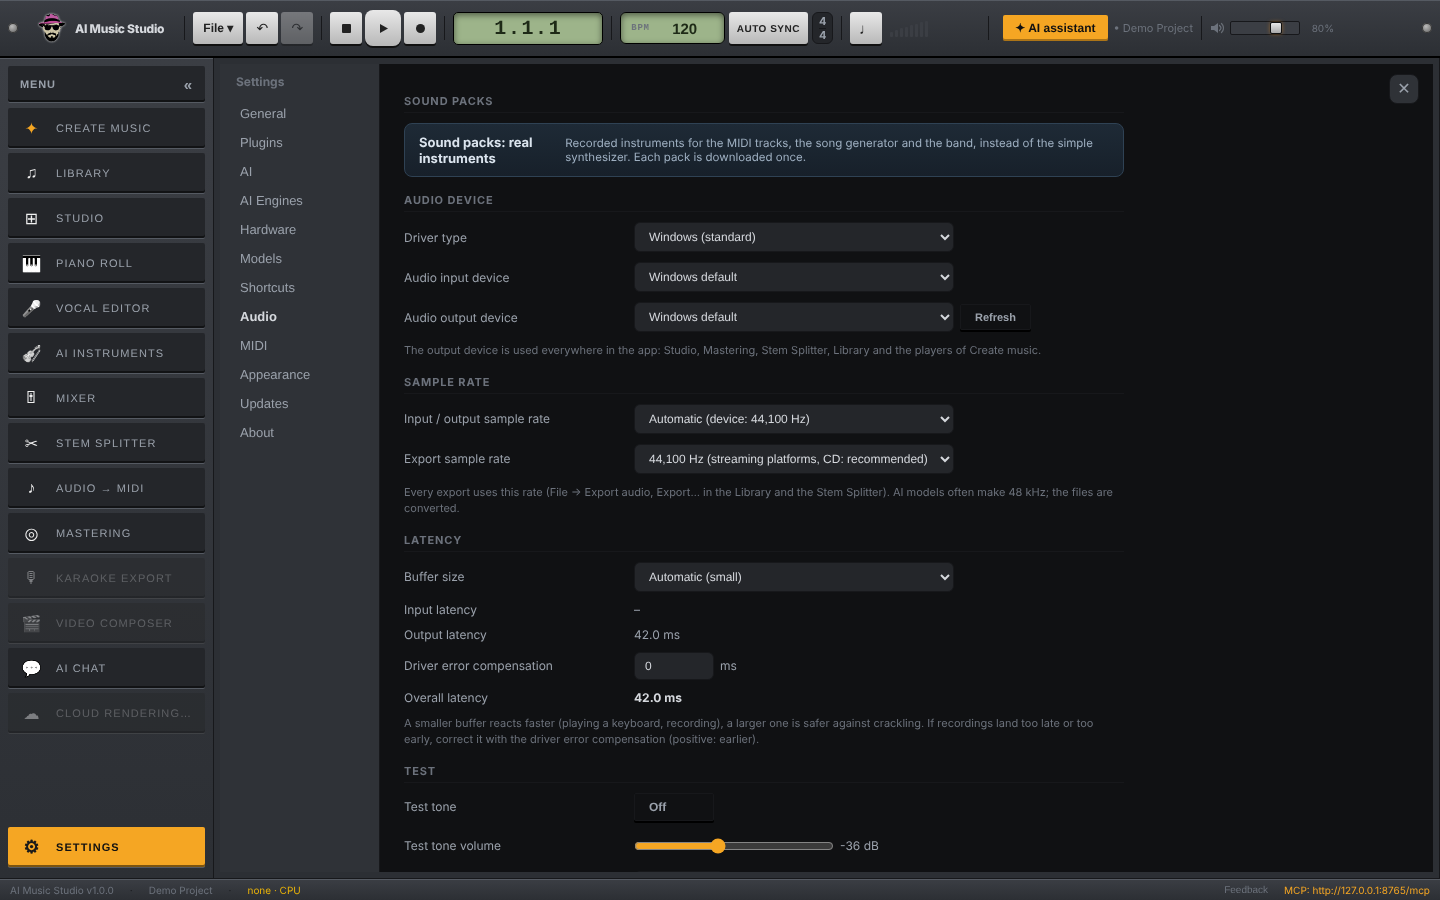 AI Music Studio
File ▾
1.1.1
BPM 120
AUTO SYNC
4
4
✦ AI assistant
• Demo Project
80%
MENU «
CREATE MUSIC
LIBRARY
STUDIO
PIANO ROLL
VOCAL EDITOR
AI INSTRUMENTS
MIXER
STEM SPLITTER
AUDIO → MIDI
MASTERING
KARAOKE EXPORT
VIDEO COMPOSER
AI CHAT
CLOUD RENDERING...
SETTINGS
Settings
General
Plugins
AI
AI Engines
Hardware
Models
Shortcuts
Audio
MIDI
Appearance
Updates
About
SOUND PACKS
Sound packs: real
instruments
Recorded instruments for the MIDI tracks, the song generator and the band, instead of the simple
synthesizer. Each pack is downloaded once.
AUDIO DEVICE
Driver type Windows (standard)
Audio input device Windows default
Audio output device Windows default Refresh
The output device is used everywhere in the app: Studio, Mastering, Stem Splitter, Library and the players of Create music.
SAMPLE RATE
Input / output sample rate Automatic (device: 44,100 Hz)
Export sample rate 44,100 Hz (streaming platforms, CD: recommended)
Every export uses this rate (File → Export audio, Export... in the Library and the Stem Splitter). AI models often make 48 kHz; the files are
converted.
LATENCY
Buffer size Automatic (small)
Input latency –
Output latency 42.0 ms
Driver error compensation 0 ms
Overall latency 42.0 ms
A smaller buffer reacts faster (playing a keyboard, recording), a larger one is safer against crackling. If recordings land too late or too
early, correct it with the driver error compensation (positive: earlier).
TEST
Test tone Off
Test tone volume -36 dB
AI Music Studio v1.0.0 · Demo Project · none · CPU
Feedback MCP: http://127.0.0.1:8765/mcp